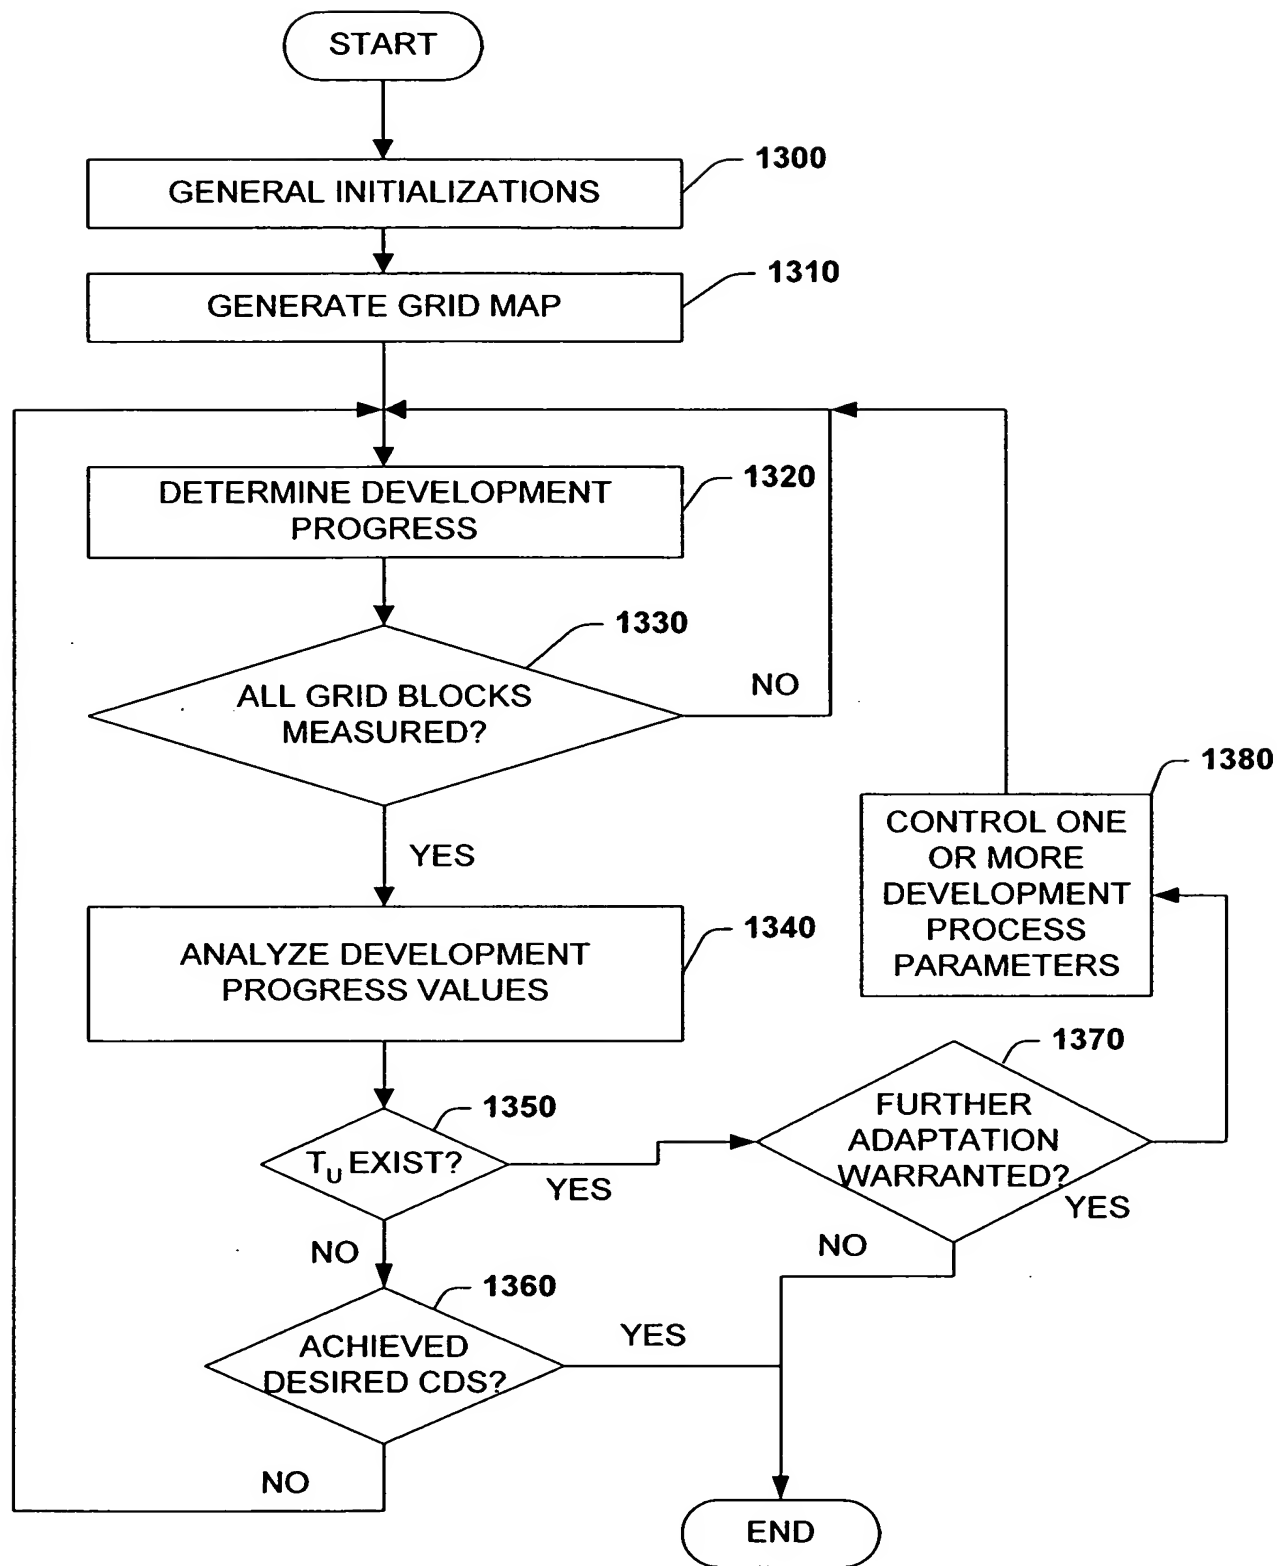 START
1300
GENERAL INITIALIZATIONS
1310
GENERATE GRID MAP
1320
DETERMINE DEVELOPMENT
PROGRESS
1330
ALL GRID BLOCKS
MEASURED?
NO
YES
1380
CONTROL ONE
OR MORE
DEVELOPMENT
PROCESS
PARAMETERS
1340
ANALYZE DEVELOPMENT
PROGRESS VALUES
1350
TU EXIST?
YES
NO
1370
FURTHER
ADAPTATION
WARRANTED?
YES
NO
1360
ACHIEVED
DESIRED CDS?
YES
NO
END